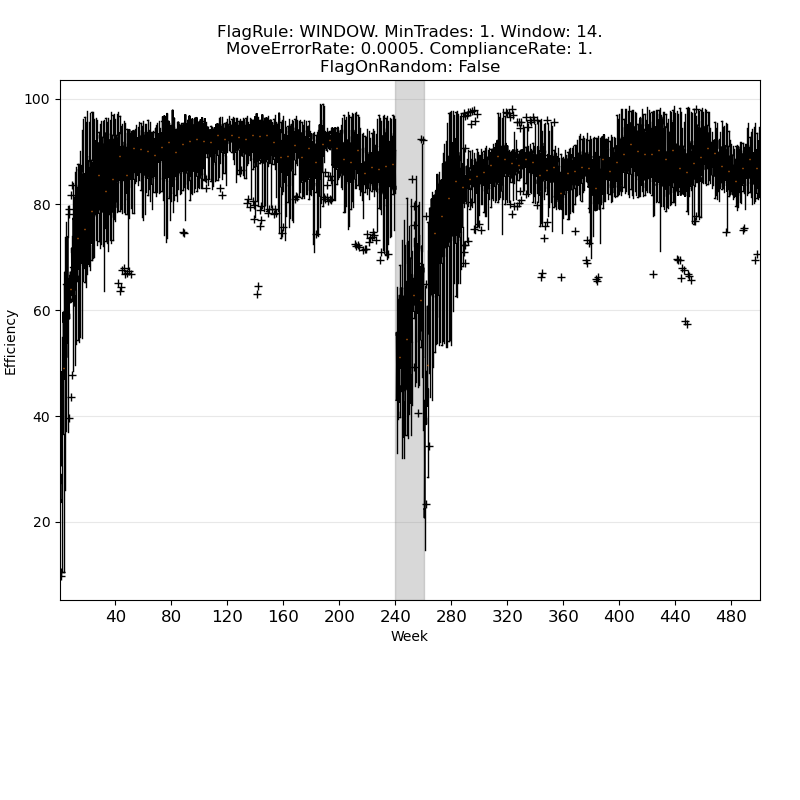 FlagRule: WINDOW. MinTrades: 1. Window: 14.
MoveErrorRate: 0.0005. ComplianceRate: 1.
FlagOnRandom: False
100
80
60
40
20
Efficiency
40 80 120 160 200 240 280 320 360 400 440 480
Week